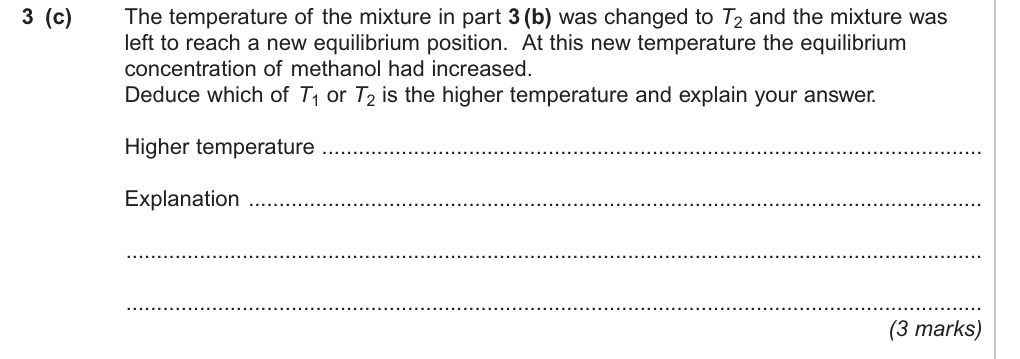 3 (c) The temperature of the mixture in part 3 (b) was changed to T₂ and the mixture was
left to reach a new equilibrium position. At this new temperature the equilibrium
concentration of methanol had increased.
Deduce which of T₁ or T₂ is the higher temperature and explain your answer.
Higher temperature ..............................................................................................................
Explanation ..........................................................................................................................
...............................................................................................................................................
...............................................................................................................................................
(3 marks)